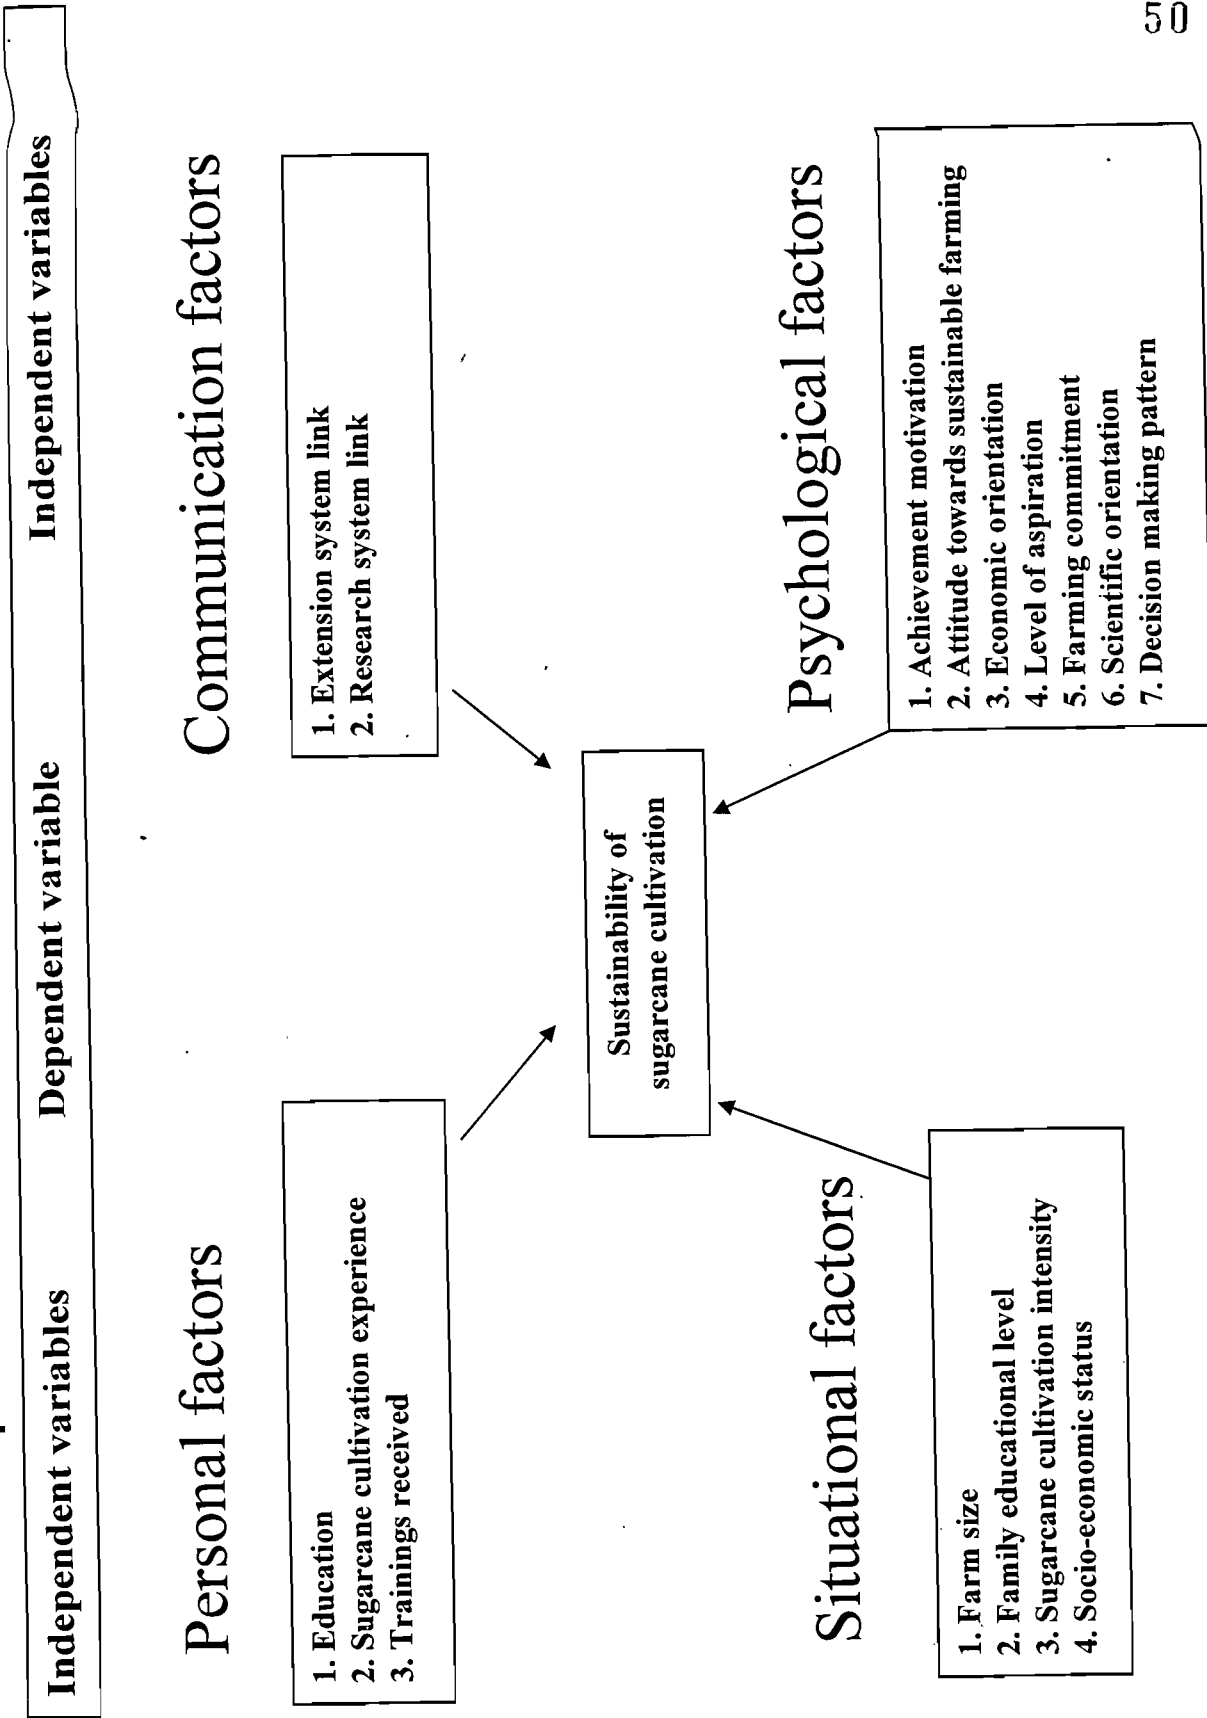 Independent variables Dependent variable Independent variables
Personal factors
1. Education
2. Sugarcane cultivation experience
3. Trainings received
Communication factors
1. Extension system link
2. Research system link
Sustainability of
sugarcane cultivation
Situational factors
1. Farm size
2. Family educational level
3. Sugarcane cultivation intensity
4. Socio-economic status
Psychological factors
1. Achievement motivation
2. Attitude towards sustainable farming
3. Economic orientation
4. Level of aspiration
5. Farming commitment
6. Scientific orientation
7. Decision making pattern
50